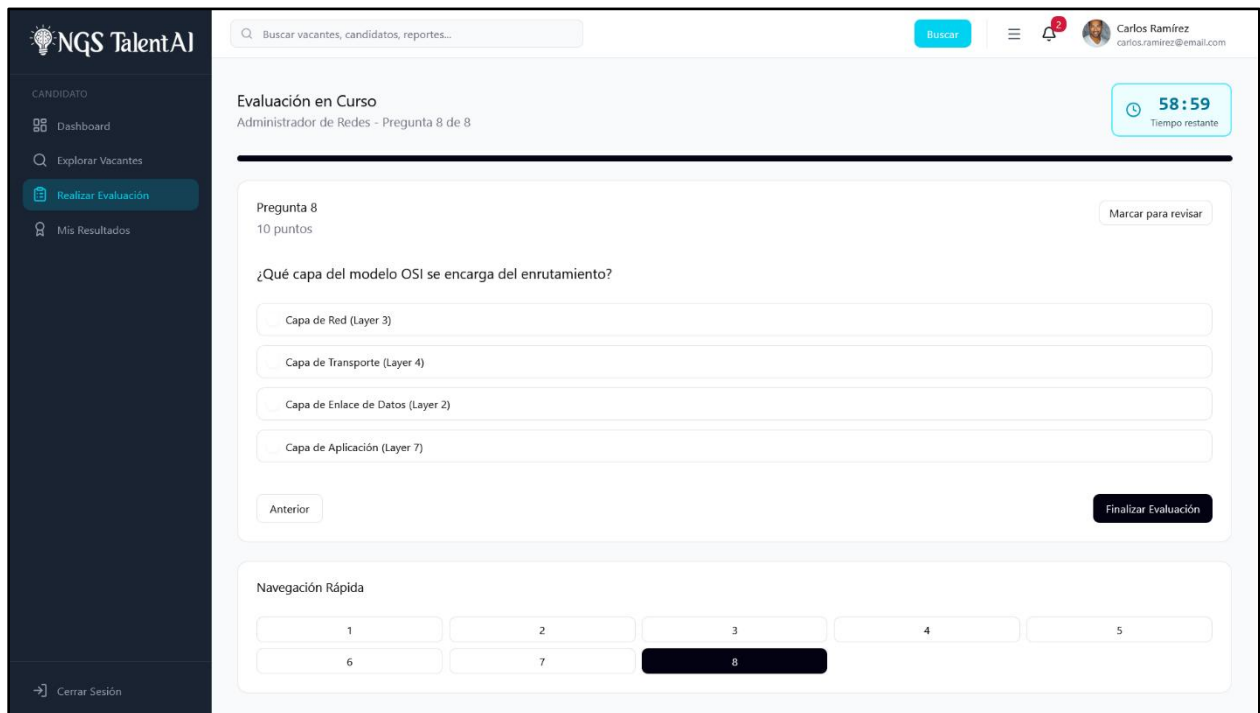 NGS TalentAI
Buscar vacantes, candidatos, reportes...
Buscar
2
Carlos Ramírez
carlos.ramirez@email.com
CANDIDATO
Dashboard
Explorar Vacantes
Realizar Evaluación
Mis Resultados
Cerrar Sesión
Evaluación en Curso
Administrador de Redes - Pregunta 8 de 8
58:59
Tiempo restante
Pregunta 8
10 puntos
Marcar para revisar
¿Qué capa del modelo OSI se encarga del enrutamiento?
Capa de Red (Layer 3)
Capa de Transporte (Layer 4)
Capa de Enlace de Datos (Layer 2)
Capa de Aplicación (Layer 7)
Anterior
Finalizar Evaluación
Navegación Rápida
1 2 3 4 5
6 7 8